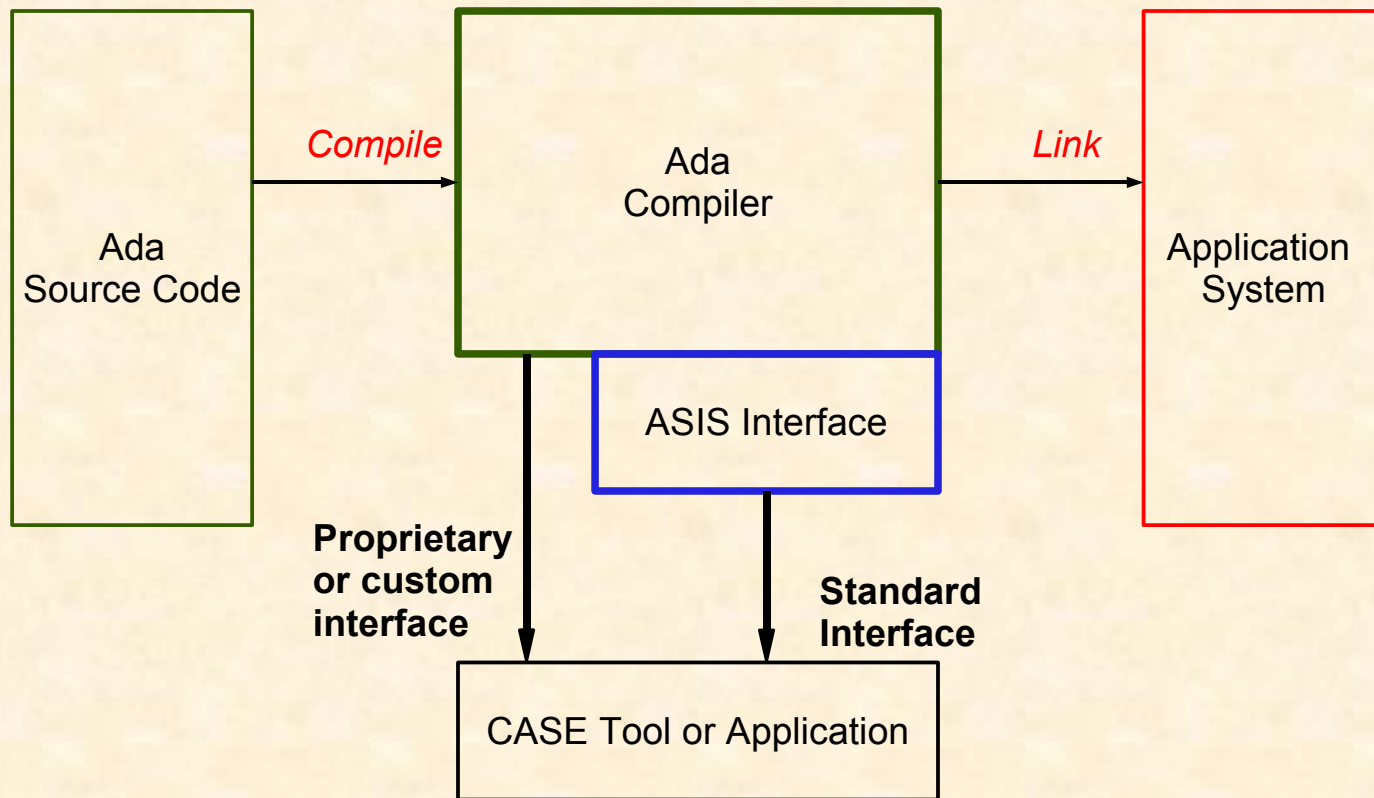 Compile
Ada
Compiler
Link
Ada
Source Code
Application
System
ASIS Interface
Proprietary
or custom
interface
Standard
Interface
CASE Tool or Application